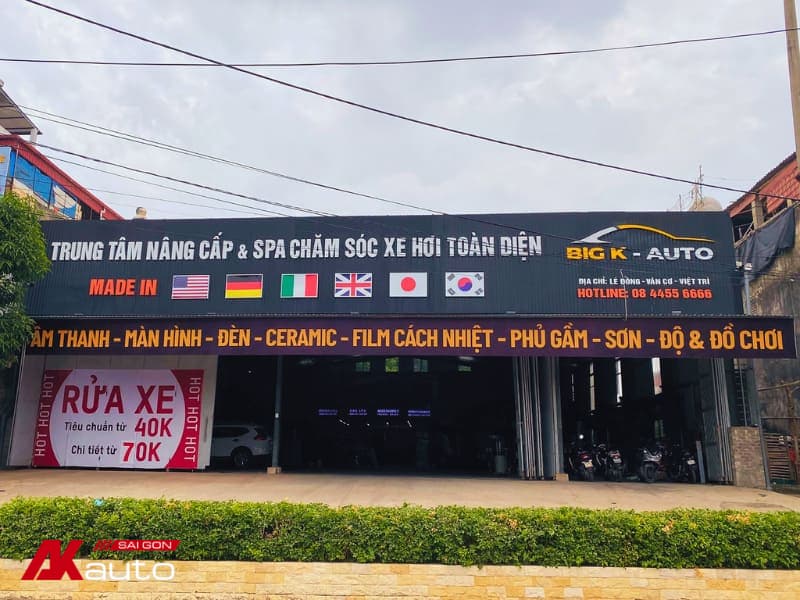 TRUNG TÂM NÂNG CẤP & SPA CHĂM SÓC XE HƠI TOÀN DIỆN
BIG K - AUTO
MADE IN
ĐỊA CHỈ: LÊ ĐỒNG - VÂN CƠ - VIỆT TRÌ
HOTLINE: 08 4455 6666
ÂM THANH - MÀN HÌNH - ĐÈN - CERAMIC - FILM CÁCH NHIỆT - PHỦ GẦM - SƠN - ĐỘ & ĐỒ CHƠI
HOT HOT HOT
RỬA XE
Tiêu chuẩn từ 40K
Chi tiết từ 70K
HOT HOT HOT
AK SAI GON
AK auto